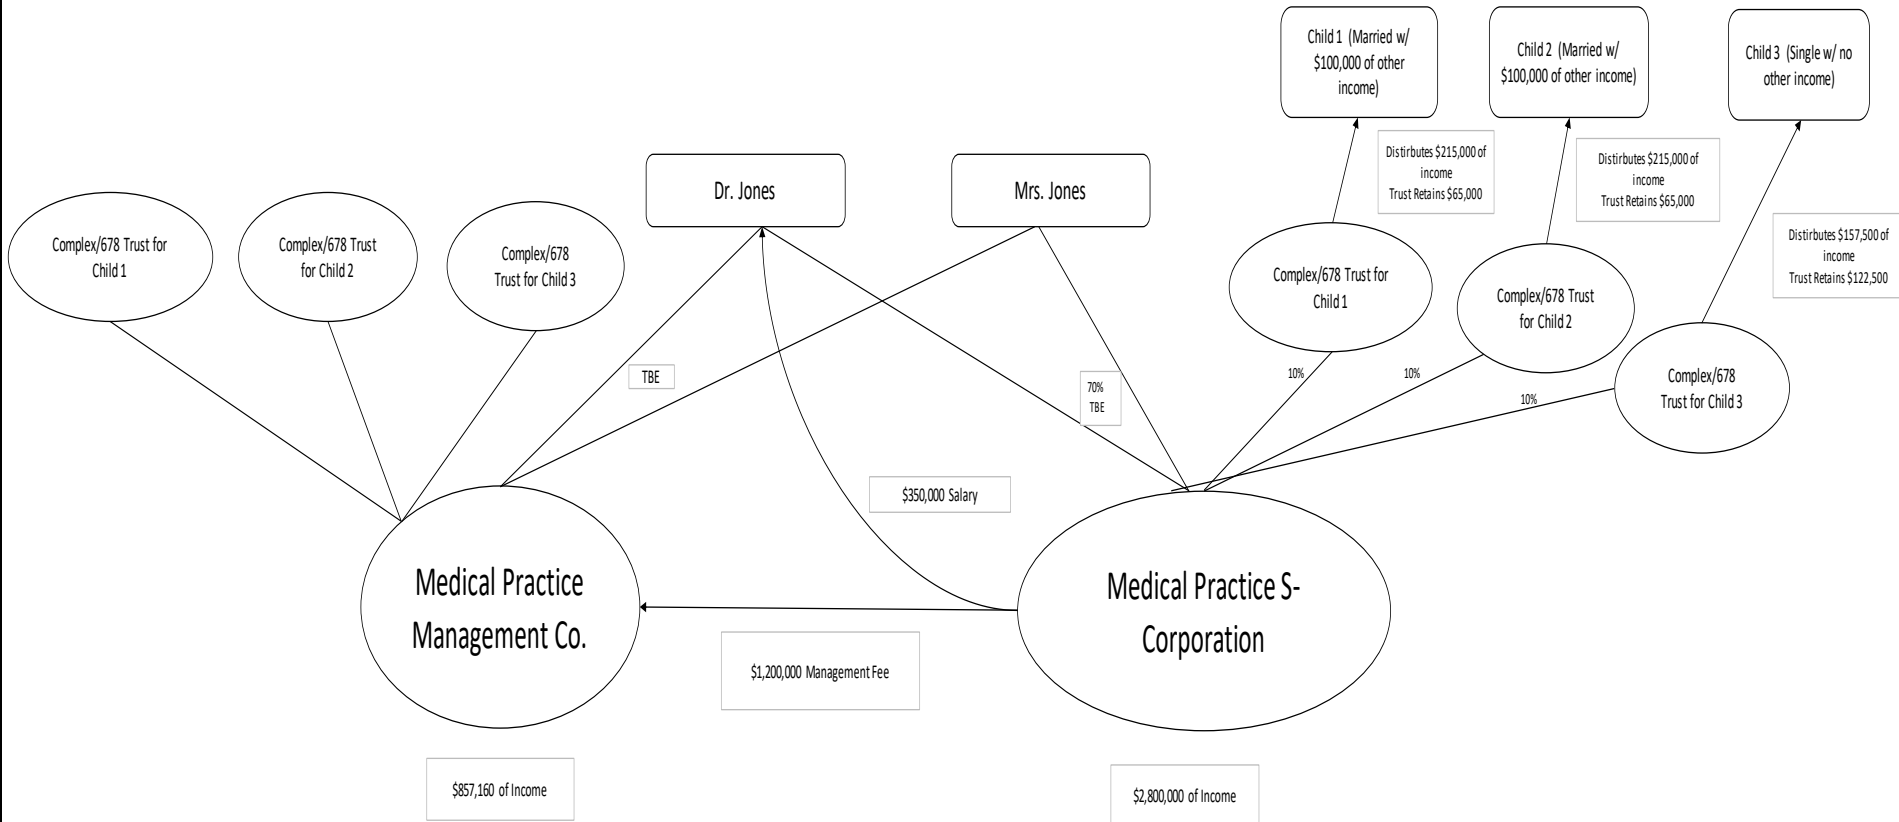 Child 1  (Married w/
$100,000 of other
income)
Child 2  (Married w/
$100,000 of other income)
Child 3  (Single w/ no
other income)
Distirbutes $215,000 of
income
Trust Retains $65,000
Distirbutes $215,000 of
income
Trust Retains $65,000
Distirbutes $157,500 of
income
Trust Retains $122,500
Dr. Jones
Mrs. Jones
Complex/678 Trust for
Child 1
Complex/678 Trust
for Child 2
Complex/678
Trust for Child 3
Complex/678 Trust for
Child 1
Complex/678 Trust
for Child 2
Complex/678
Trust for Child 3
TBE
70%
TBE
10%
10%
10%
$350,000 Salary
Medical Practice
Management Co.
Medical Practice S-
Corporation
$1,200,000 Management Fee
$857,160 of Income
$2,800,000 of Income